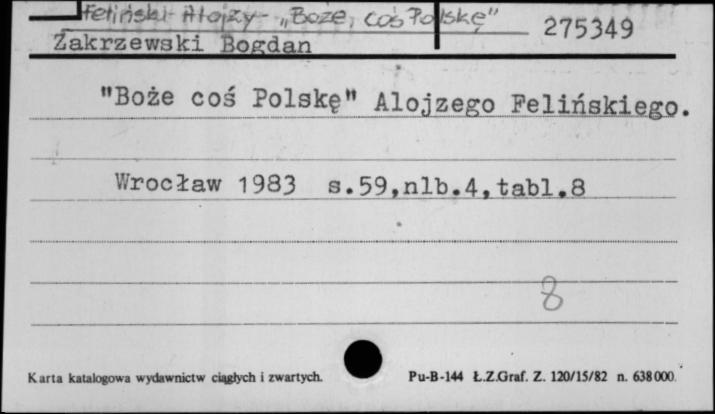 Feliński Alojzy - „Boże, coś Polskę" 275349
Zakrzewski Bogdan
"Boże coś Polskę" Alojzego Felińskiego.
Wrocław 1983 s.59,nlb.4,tabl.8
8
Karta katalogowa wydawnictw ciągłych i zwartych. Pu-B-144 Ł.Z.Graf. Z. 120/15/82 n. 638000.